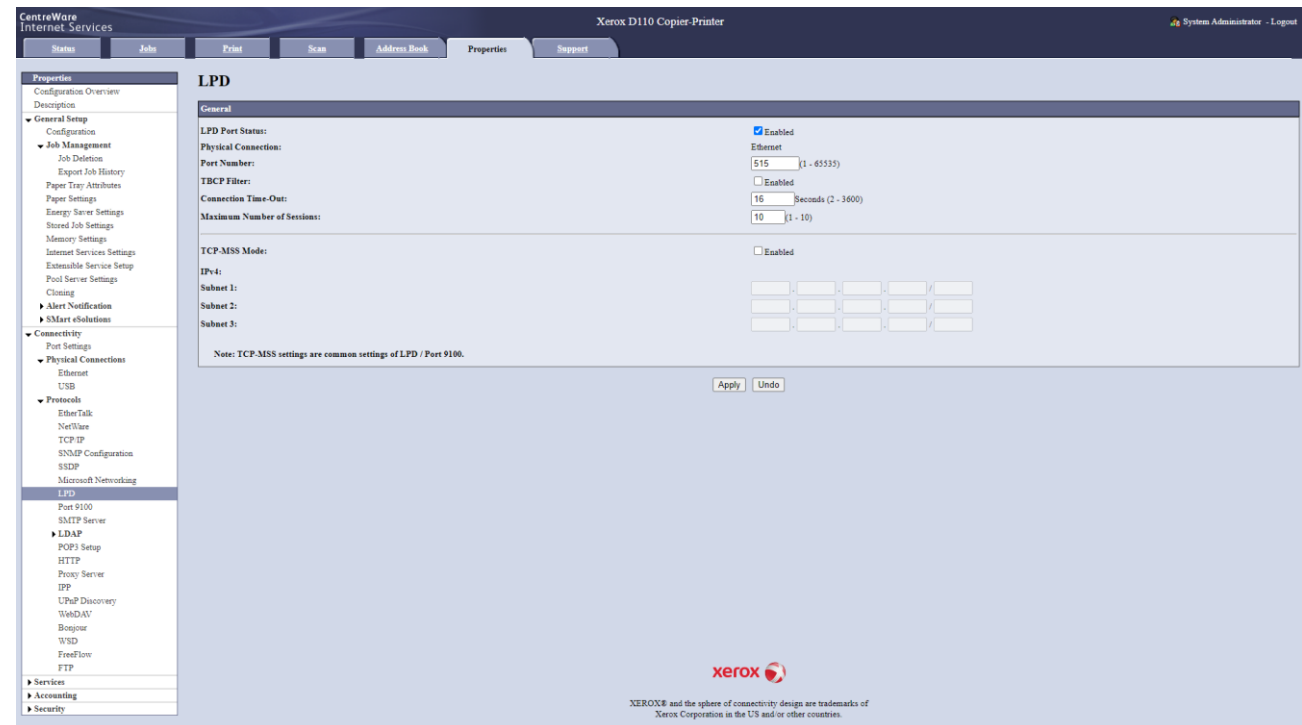 CentreWare
Internet Services
Xerox D110 Copier-Printer
System Administrator - Logout
Status Jobs Print Scan Address Book Properties Support
Properties
Configuration Overview
Description
General Setup
Configuration
Job Management
Job Deletion
Export Job History
Paper Tray Attributes
Paper Settings
Energy Saver Settings
Stored Job Settings
Memory Settings
Internet Services Settings
Extensible Service Setup
Pool Server Settings
Cloning
Alert Notification
SMart eSolutions
Connectivity
Port Settings
Physical Connections
Ethernet
USB
Protocols
EtherTalk
NetWare
TCP/IP
SNMP Configuration
SSDP
Microsoft Networking
LPD
Port 9100
SMTP Server
LDAP
POP3 Setup
HTTP
Proxy Server
IPP
UPnP Discovery
WebDAV
Bonjour
WSD
FreeFlow
FTP
Services
Accounting
Security
LPD
General
LPD Port Status: Enabled
Physical Connection: Ethernet
Port Number: 515 (1 - 65535)
TBCP Filter: Enabled
Connection Time-Out: 16 Seconds (2 - 3600)
Maximum Number of Sessions: 10 (1 - 10)
TCP-MSS Mode: Enabled
IPv4:
Subnet 1: . . . /
Subnet 2: . . . /
Subnet 3: . . . /
Note: TCP-MSS settings are common settings of LPD / Port 9100.
Apply Undo
xerox
XEROX® and the sphere of connectivity design are trademarks of
Xerox Corporation in the US and/or other countries.